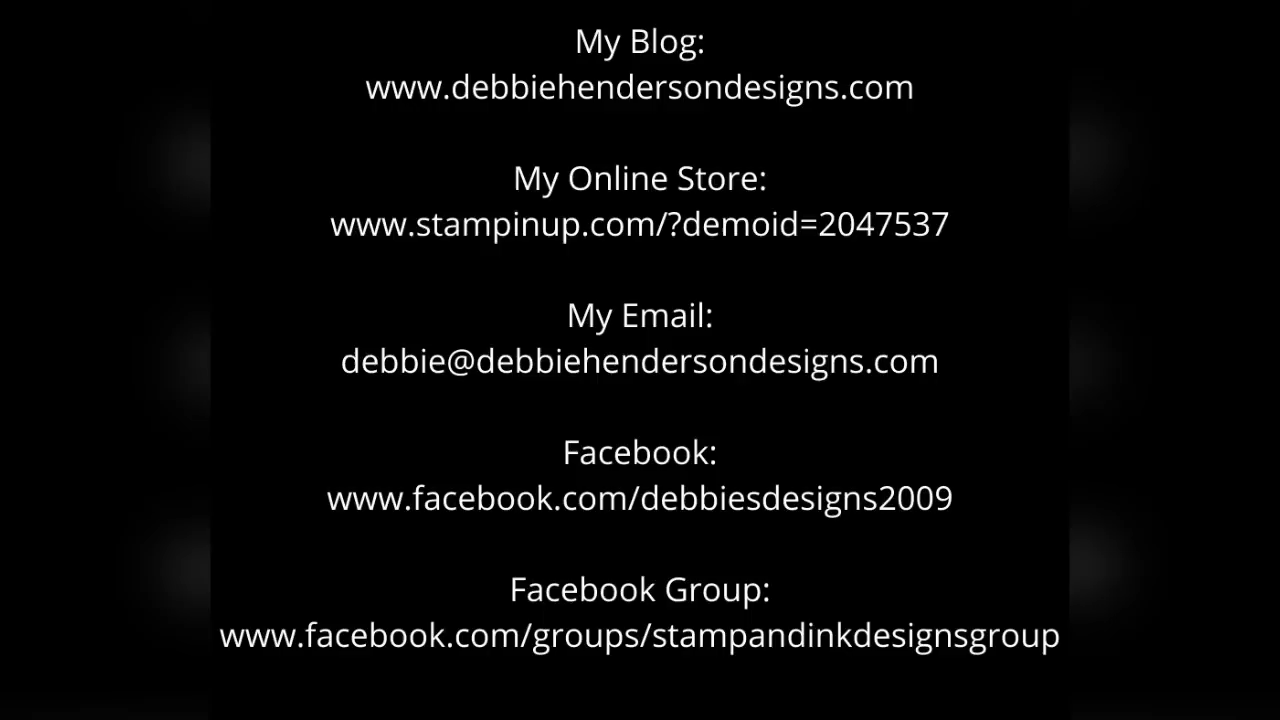 My Blog:
www.debbiehendersondesigns.com
My Online Store:
www.stampinup.com/?demoid=2047537
My Email:
debbie@debbiehendersondesigns.com
Facebook:
www.facebook.com/debbiesdesigns2009
Facebook Group:
www.facebook.com/groups/stampandinkdesignsgroup